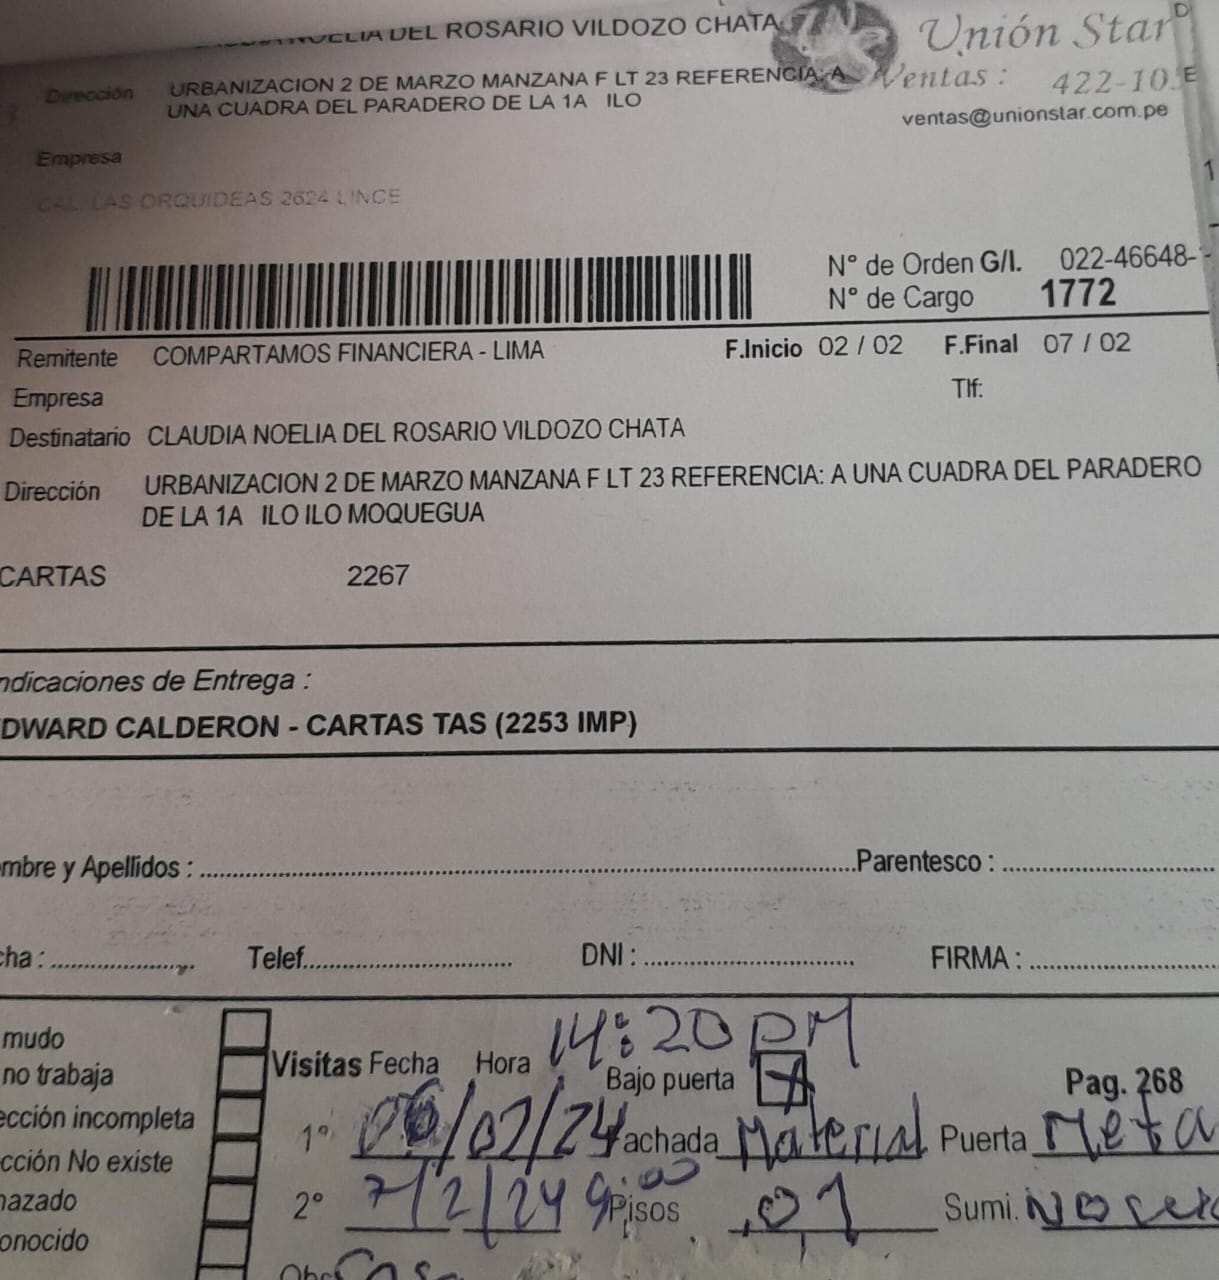 NOELIA DEL ROSARIO VILDOZO CHATA
Unión Star
Dirección URBANIZACION 2 DE MARZO MANZANA F LT 23 REFERENCIA: A
UNA CUADRA DEL PARADERO DE LA 1A ILO
Ventas : 422-10
ventas@unionstar.com.pe
Empresa
CAL LAS ORQUIDEAS 2624 LINCE
N° de Orden G/I. 022-46648-
N° de Cargo 1772
Remitente COMPARTAMOS FINANCIERA - LIMA F.Inicio 02 / 02 F.Final 07 / 02
Empresa Tlf:
Destinatario CLAUDIA NOELIA DEL ROSARIO VILDOZO CHATA
Dirección URBANIZACION 2 DE MARZO MANZANA F LT 23 REFERENCIA: A UNA CUADRA DEL PARADERO
DE LA 1A ILO ILO MOQUEGUA
CARTAS 2267
ndicaciones de Entrega :
DWARD CALDERON - CARTAS TAS (2253 IMP)
mbre y Apellidos : Parentesco :
cha : Telef. DNI : FIRMA :
mudo
no trabaja
ección incompleta
cción No existe
hazado
onocido
Visitas Fecha Hora 14:20 PM
Bajo puerta X Pag. 268
1° 06/02/24 achada Material Puerta Meta
2° 7/2/24 9:00 Pisos 01 Sumi. No
Obs Casa